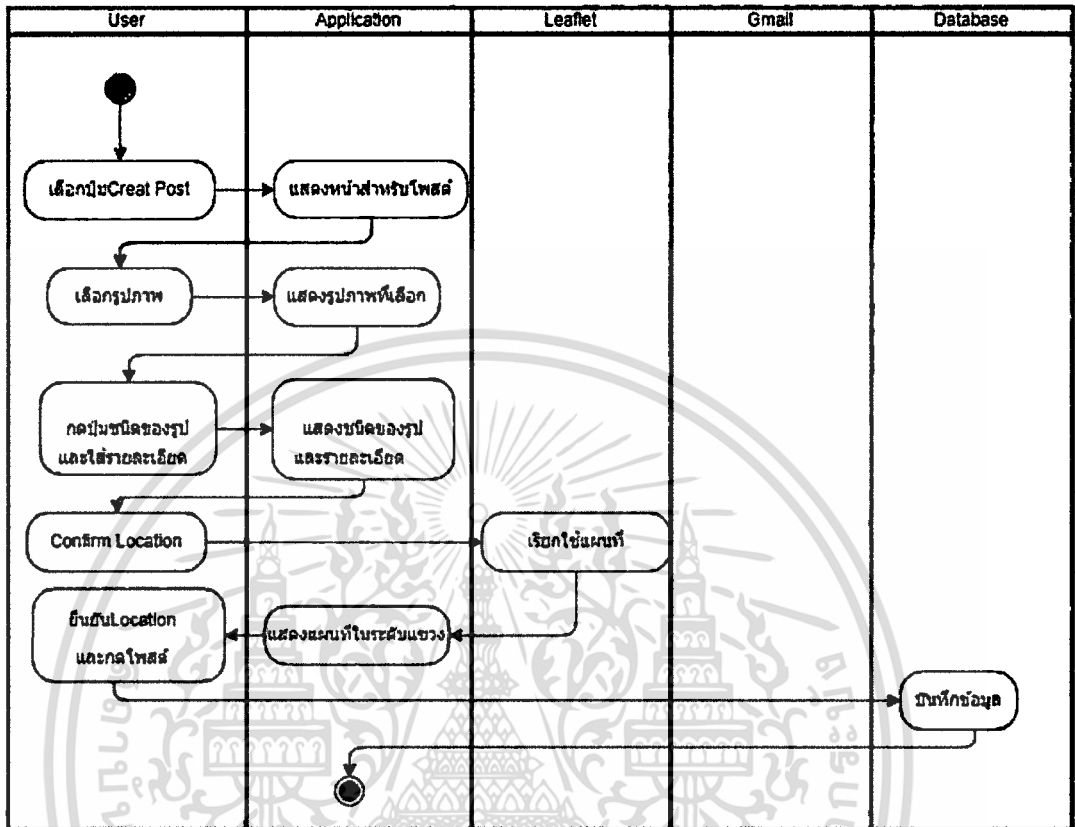 User
Application
Leaflet
Gmail
Database
เลือกปุ่มCreat Post
แสดงหน้าสำหรับโพสต์
เลือกรูปภาพ
แสดงรูปภาพที่เลือก
กดปุ่มชนิดของรูป
และใส่รายละเอียด
แสดงชนิดของรูป
และรายละเอียด
Confirm Location
เรียกใช้แผนที่
แสดงแผนที่ในระดับแขวง
ยืนยันLocation
และกดโพสต์
บันทึกข้อมูล